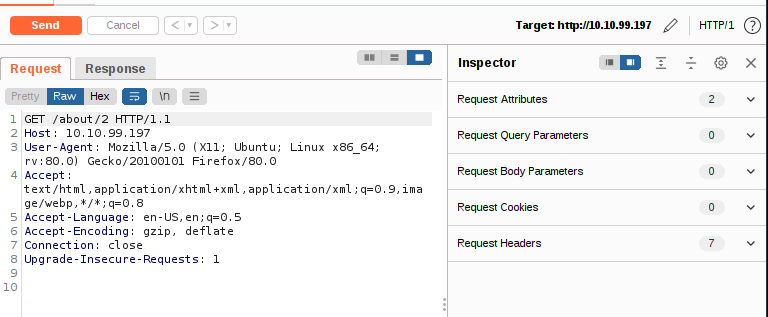 Send Cancel < > Target: http://10.10.99.197 HTTP/1 ?
Request Response
Pretty Raw Hex \n
1 GET /about/2 HTTP/1.1
2 Host: 10.10.99.197
3 User-Agent: Mozilla/5.0 (X11; Ubuntu; Linux x86_64;
rv:80.0) Gecko/20100101 Firefox/80.0
4 Accept:
text/html,application/xhtml+xml,application/xml;q=0.9,ima
ge/webp,*/*;q=0.8
5 Accept-Language: en-US,en;q=0.5
6 Accept-Encoding: gzip, deflate
7 Connection: close
8 Upgrade-Insecure-Requests: 1
9
10
Inspector
Request Attributes 2
Request Query Parameters 0
Request Body Parameters 0
Request Cookies 0
Request Headers 7